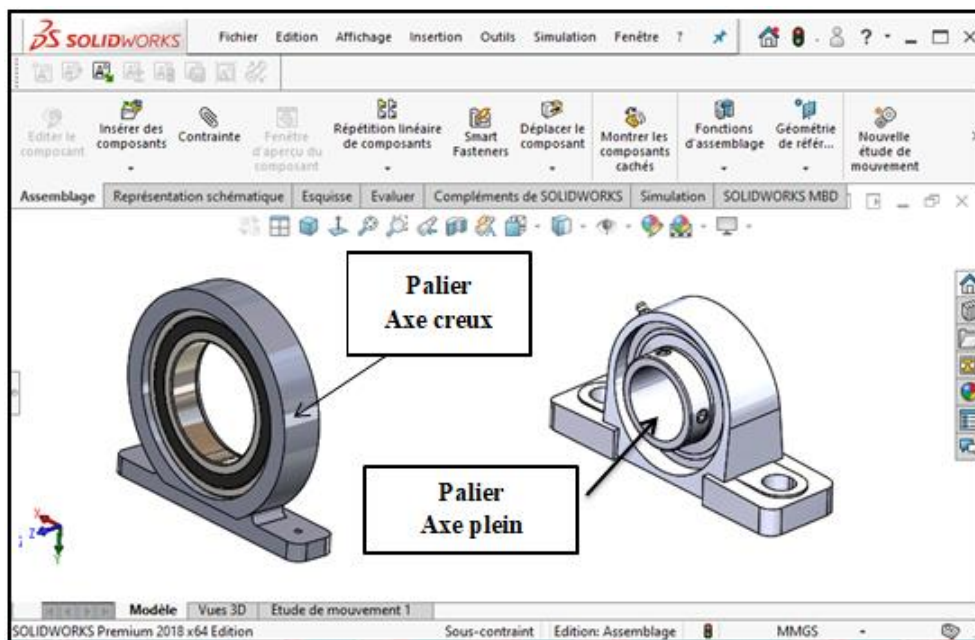 SOLIDWORKS
Fichier Edition Affichage Insertion Outils Simulation Fenêtre ?
Editer le composant
Insérer des composants
Contrainte
Fenêtre d'aperçu du composant
Répétition linéaire de composants
Smart Fasteners
Déplacer le composant
Montrer les composants cachés
Fonctions d'assemblage
Géométrie de référ...
Nouvelle étude de mouvement
Assemblage Représentation schématique Esquisse Evaluer Compléments de SOLIDWORKS Simulation SOLIDWORKS MBD
Palier
Axe creux
Palier
Axe plein
X
Z
Y
Modèle Vues 3D Etude de mouvement 1
SOLIDWORKS Premium 2018 x64 Edition Sous-contraint Edition: Assemblage MMGS